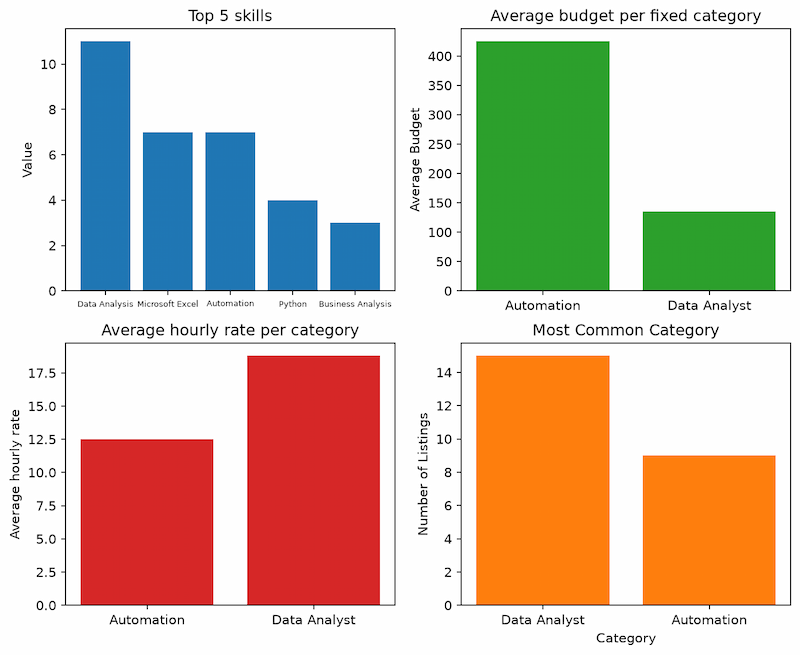 Top 5 skills
Value
10
8
6
4
2
0
Data Analysis Microsoft Excel Automation Python Business Analysis
Average budget per fixed category
Average Budget
400
350
300
250
200
150
100
50
0
Automation Data Analyst
Average hourly rate per category
Average hourly rate
17.5
15.0
12.5
10.0
7.5
5.0
2.5
0.0
Automation Data Analyst
Most Common Category
Number of Listings
14
12
10
8
6
4
2
0
Data Analyst Automation
Category